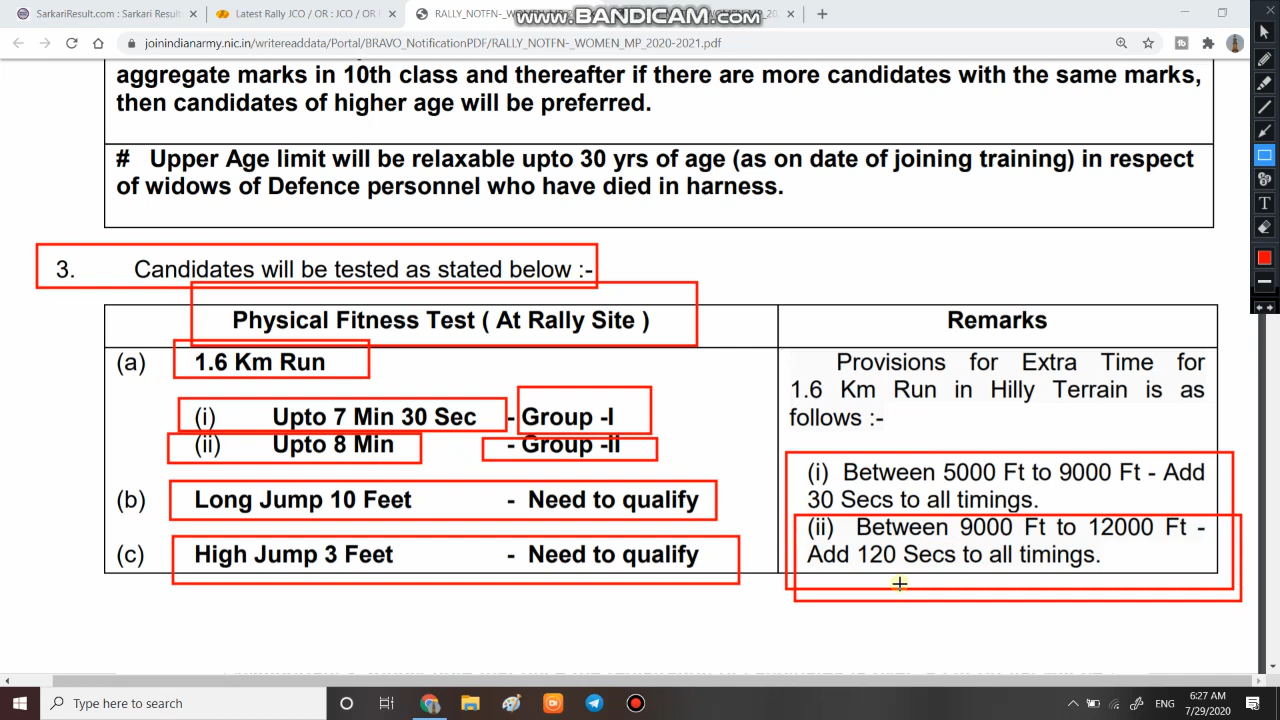 SarkariResult.com : Sarkari Result
Latest Rally JCO / OR : JCO / OR
RALLY_NOTFN-_WOMEN_MP_20
www.BANDICAM.com
joinindianarmy.nic.in/writereaddata/Portal/BRAVO_NotificationPDF/RALLY_NOTFN-_WOMEN_MP_2020-2021.pdf
aggregate marks in 10th class and thereafter if there are more candidates with the same marks,
then candidates of higher age will be preferred.
# Upper Age limit will be relaxable upto 30 yrs of age (as on date of joining training) in respect
of widows of Defence personnel who have died in harness.
3. Candidates will be tested as stated below :-
Physical Fitness Test ( At Rally Site )
(a) 1.6 Km Run
(i) Upto 7 Min 30 Sec - Group -I
(ii) Upto 8 Min - Group -II
(b) Long Jump 10 Feet - Need to qualify
(c) High Jump 3 Feet - Need to qualify
Remarks
Provisions for Extra Time for
1.6 Km Run in Hilly Terrain is as
follows :-
(i) Between 5000 Ft to 9000 Ft - Add
30 Secs to all timings.
(ii) Between 9000 Ft to 12000 Ft -
Add 120 Secs to all timings.
Type here to search
ENG
6:27 AM
7/29/2020